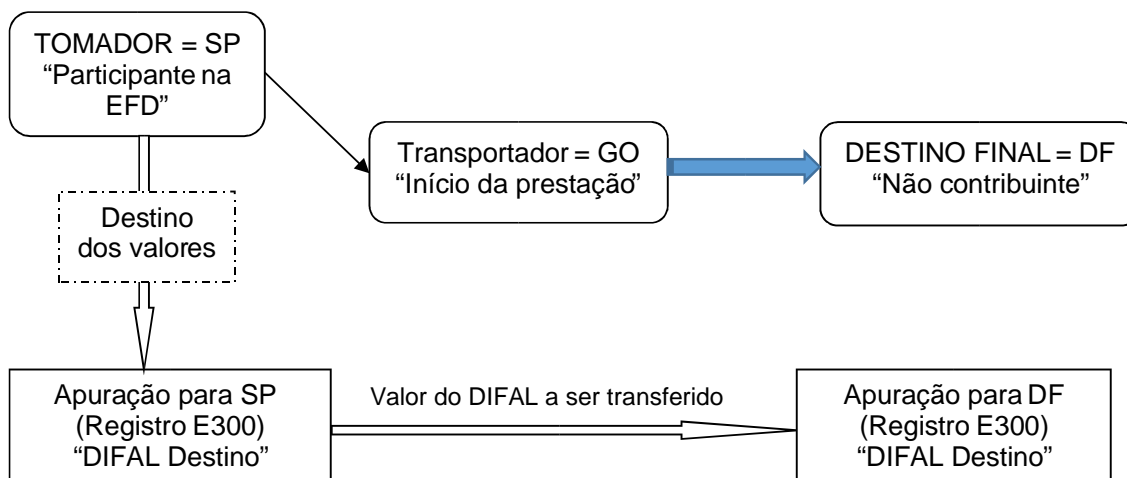 TOMADOR = SP
“Participante na
EFD”
Transportador = GO
“Início da prestação”
DESTINO FINAL = DF
“Não contribuinte”
Destino
dos valores
Apuração para SP
(Registro E300)
“DIFAL Destino”
Valor do DIFAL a ser transferido
Apuração para DF
(Registro E300)
“DIFAL Destino”